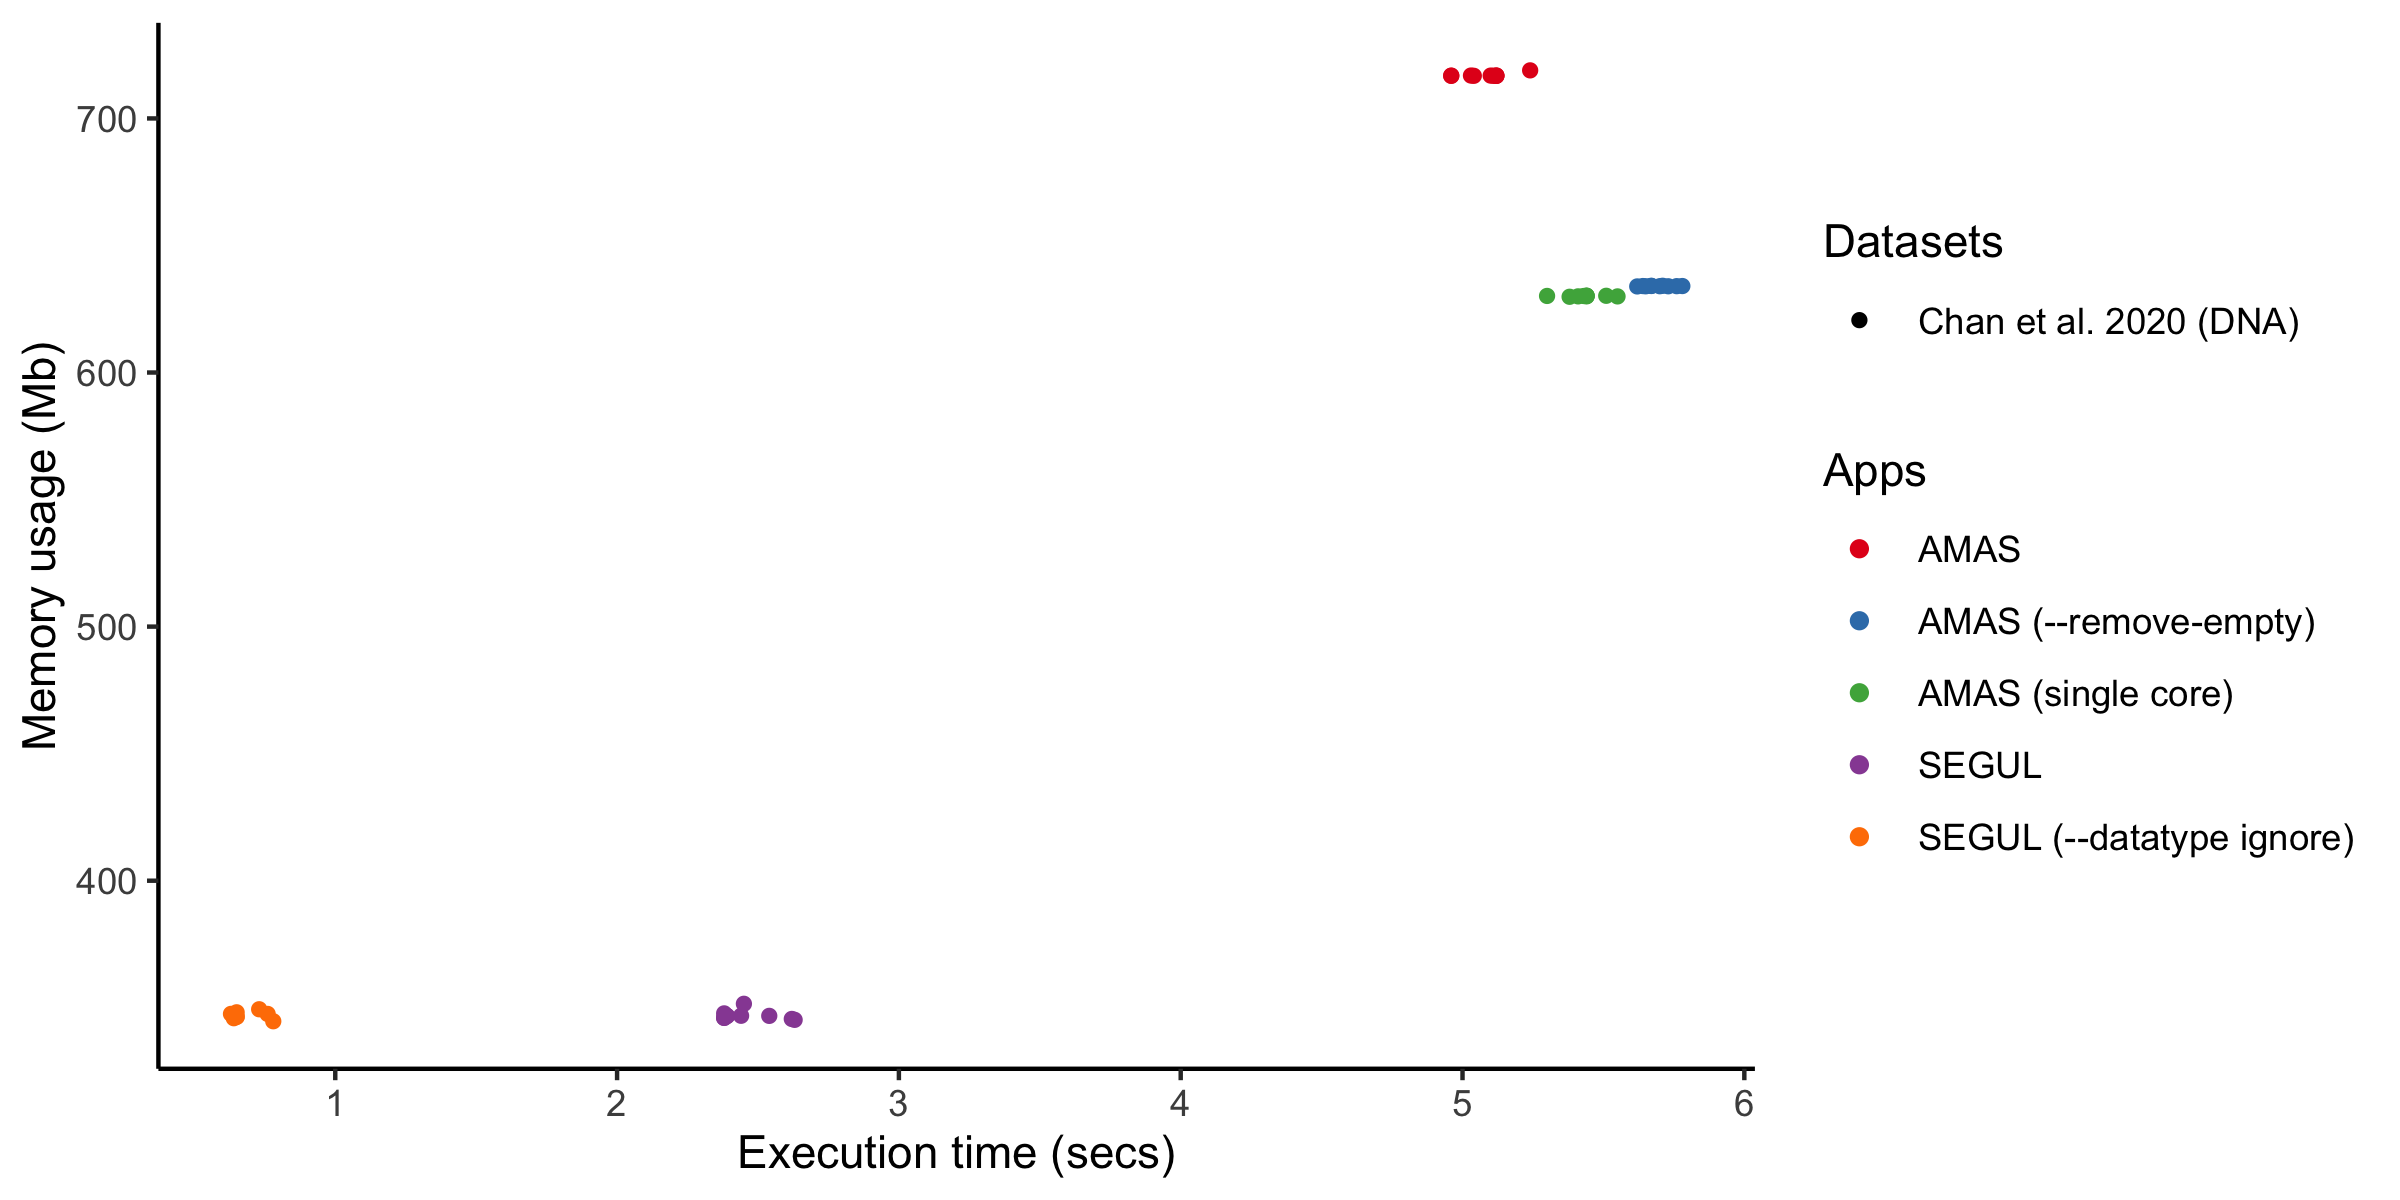 700
600
500
400
Memory usage (Mb)
1 2 3 4 5 6
Execution time (secs)
Datasets
Chan et al. 2020 (DNA)
Apps
AMAS
AMAS (--remove-empty)
AMAS (single core)
SEGUL
SEGUL (--datatype ignore)